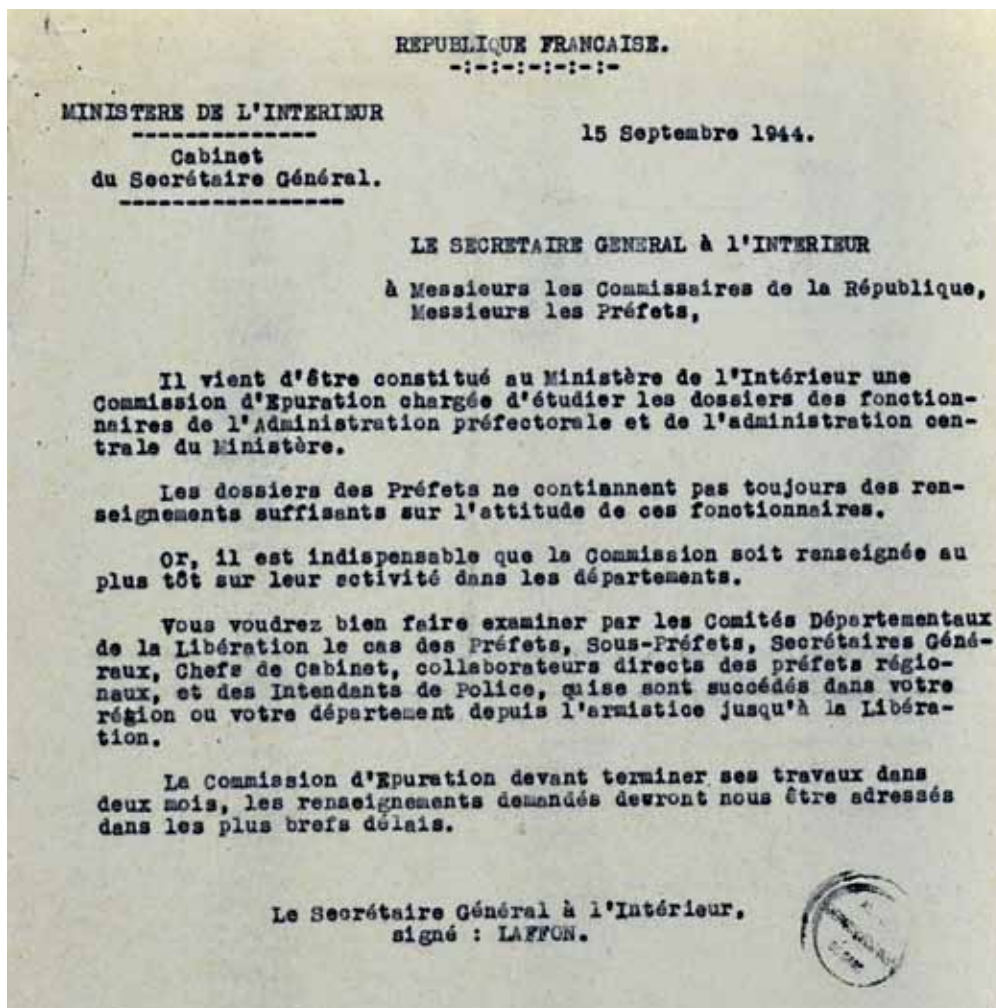 REPUBLIQUE FRANCAISE.
-:-:-:-:-:-:-
MINISTERE DE L'INTERIEUR
--------------
15 Septembre 1944.
Cabinet
du Secrétaire Général.
-----------------
LE SECRETAIRE GENERAL à l'INTERIEUR
à Messieurs les Commissaires de la République,
Messieurs les Préfets,
Il vient d'être constitué au Ministère de l'Intérieur une
Commission d'Epuration chargée d'étudier les dossiers des fonction-
naires de l'Administration préfectorale et de l'administration cen-
trale du Ministère.
Les dossiers des Préfets ne contiannent pas toujours des ren-
seignements suffisants sur l'attitude de ces fonctionnaires.
Or, il est indispensable que la Commission soit renseignée au
plus tôt sur leur ectivité dans les départements.
Vous voudrez bien faire examiner par les Comités Départementaux
de la Libération le cas des Préfets, Sous-Préfets, Secrétaires Géné-
raux, Chefs de Cabinet, collaborateurs directs des préfets régio-
naux, et des Intendants de Police, quise sont succédés dans votre
région ou votre département depuis l'armistice jusqu'à la Libéra-
tion.
La Commission d'Epuration devant terminer ses travaux dans
deux mois, les renseignements demandés devront nous être adressés
dans les plus brefs délais.
Le Secrétaire Général à l'Intérieur,
signé : LAFFON.